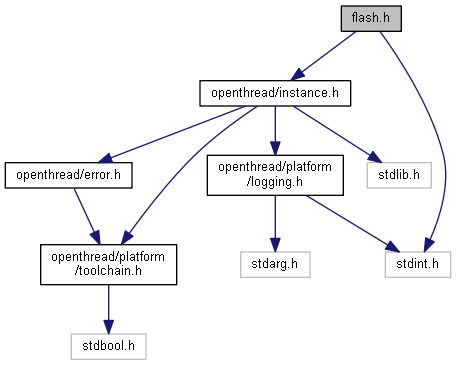 flash.h
openthread/instance.h
openthread/error.h
openthread/platform
/logging.h
stdlib.h
openthread/platform
/toolchain.h
stdarg.h
stdint.h
stdbool.h